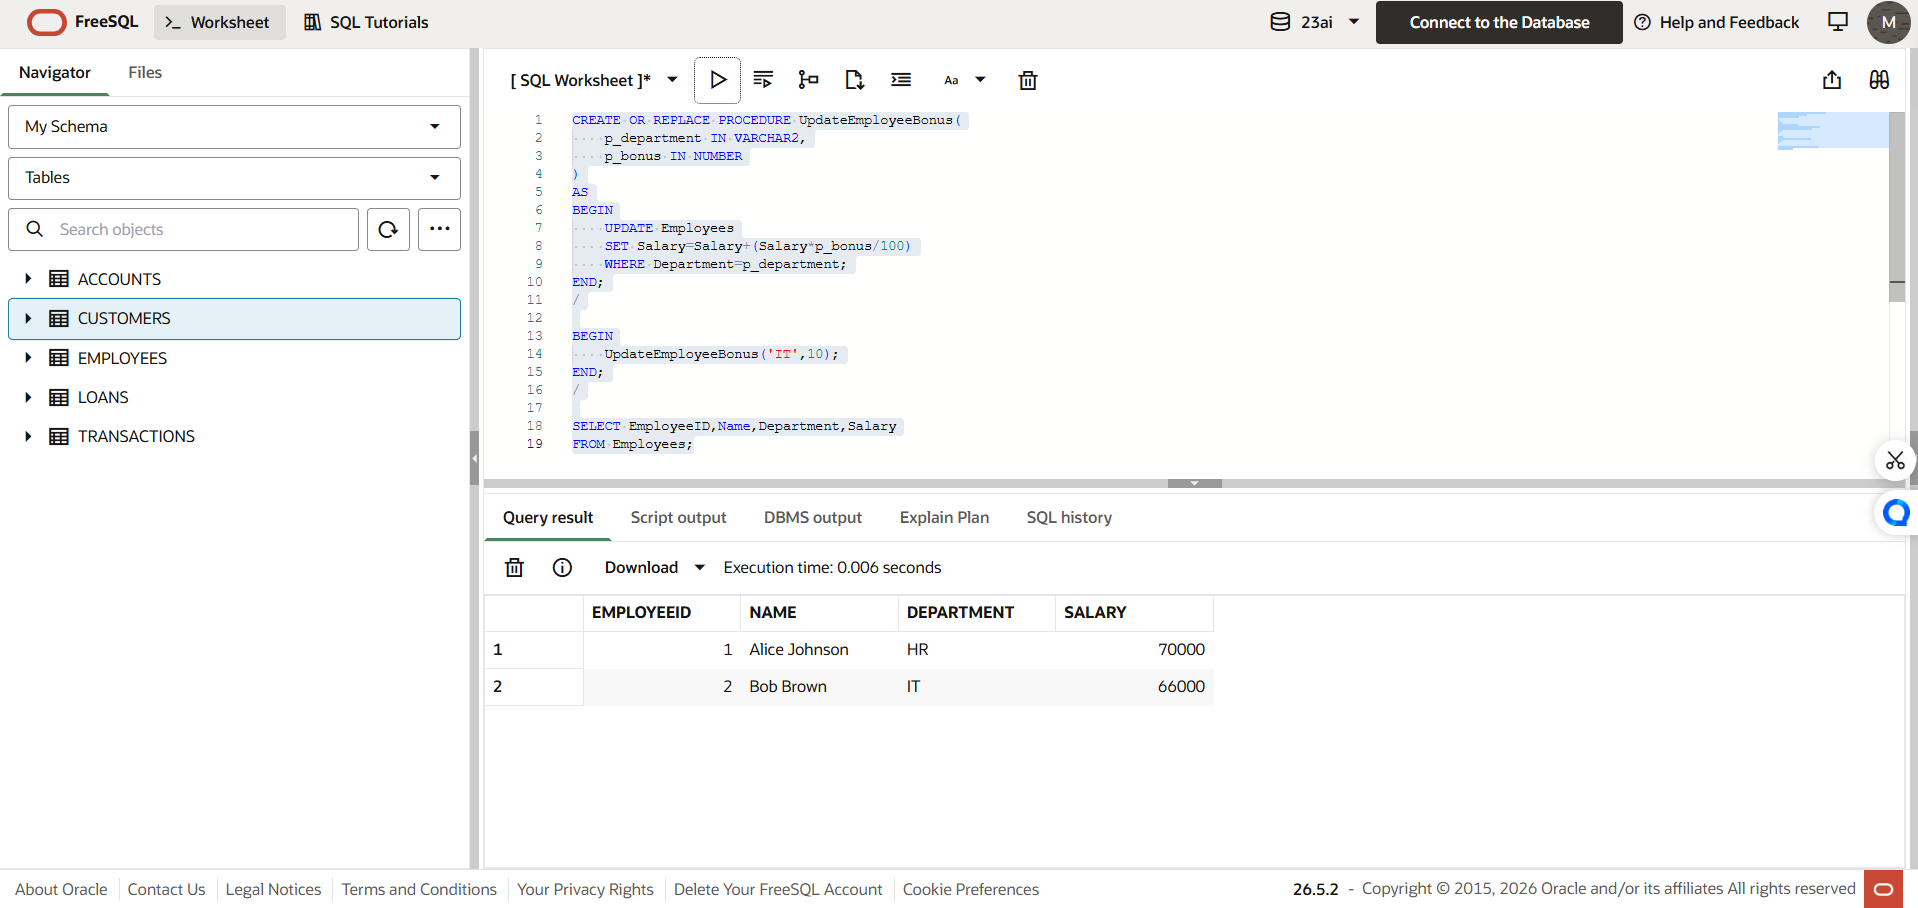 FreeSQL
>_ Worksheet
SQL Tutorials
23ai
Connect to the Database
Help and Feedback
M
Navigator
Files
My Schema
Tables
Search objects
ACCOUNTS
CUSTOMERS
EMPLOYEES
LOANS
TRANSACTIONS
[ SQL Worksheet ]*
Aa
1 CREATE OR REPLACE PROCEDURE UpdateEmployeeBonus(
2     p_department IN VARCHAR2,
3     p_bonus IN NUMBER
4 )
5 AS
6 BEGIN
7     UPDATE Employees
8     SET Salary=Salary+(Salary*p_bonus/100)
9     WHERE Department=p_department;
10 END;
11 /
12
13 BEGIN
14     UpdateEmployeeBonus('IT',10);
15 END;
16 /
17
18 SELECT EmployeeID,Name,Department,Salary
19 FROM Employees;
Query result
Script output
DBMS output
Explain Plan
SQL history
Download
Execution time: 0.006 seconds
EMPLOYEEID NAME DEPARTMENT SALARY
1 1 Alice Johnson HR 70000
2 2 Bob Brown IT 66000
About Oracle
Contact Us
Legal Notices
Terms and Conditions
Your Privacy Rights
Delete Your FreeSQL Account
Cookie Preferences
26.5.2 - Copyright © 2015, 2026 Oracle and/or its affiliates All rights reserved